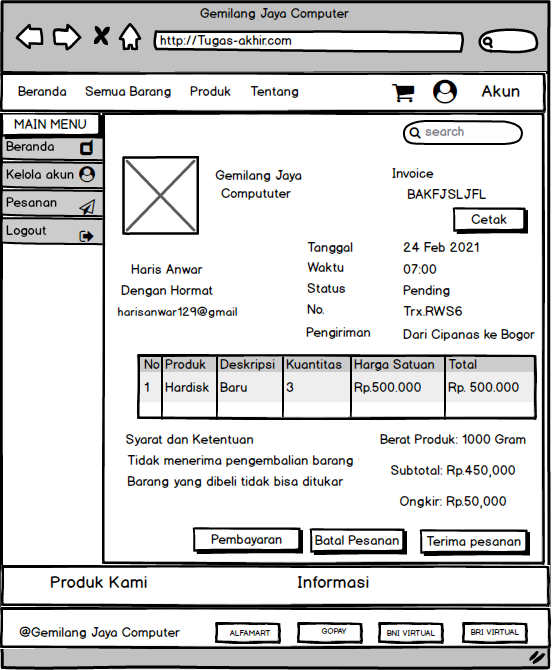 Gemilang Jaya Computer
http://Tugas-akhir.com
Beranda Semua Barang Produk Tentang Akun
MAIN MENU
Beranda
Kelola akun
Pesanan
Logout
search
Gemilang Jaya
Compututer
Invoice
BAKFJSLJFL
Cetak
Haris Anwar
Dengan Hormat
harisanwar129@gmail
Tanggal 24 Feb 2021
Waktu 07:00
Status Pending
No. Trx.RWS6
Pengiriman Dari Cipanas ke Bogor
No Produk Deskripsi Kuantitas Harga Satuan Total
1 Hardisk Baru 3 Rp.500.000 Rp. 500.000
Syarat dan Ketentuan
Tidak menerima pengembalian barang
Barang yang dibeli tidak bisa ditukar
Berat Produk: 1000 Gram
Subtotal: Rp.450,000
Ongkir: Rp.50,000
Pembayaran Batal Pesanan Terima pesanan
Produk Kami Informasi
@Gemilang Jaya Computer ALFAMART GOPAY BNI VIRTUAL BRI VIRTUAL